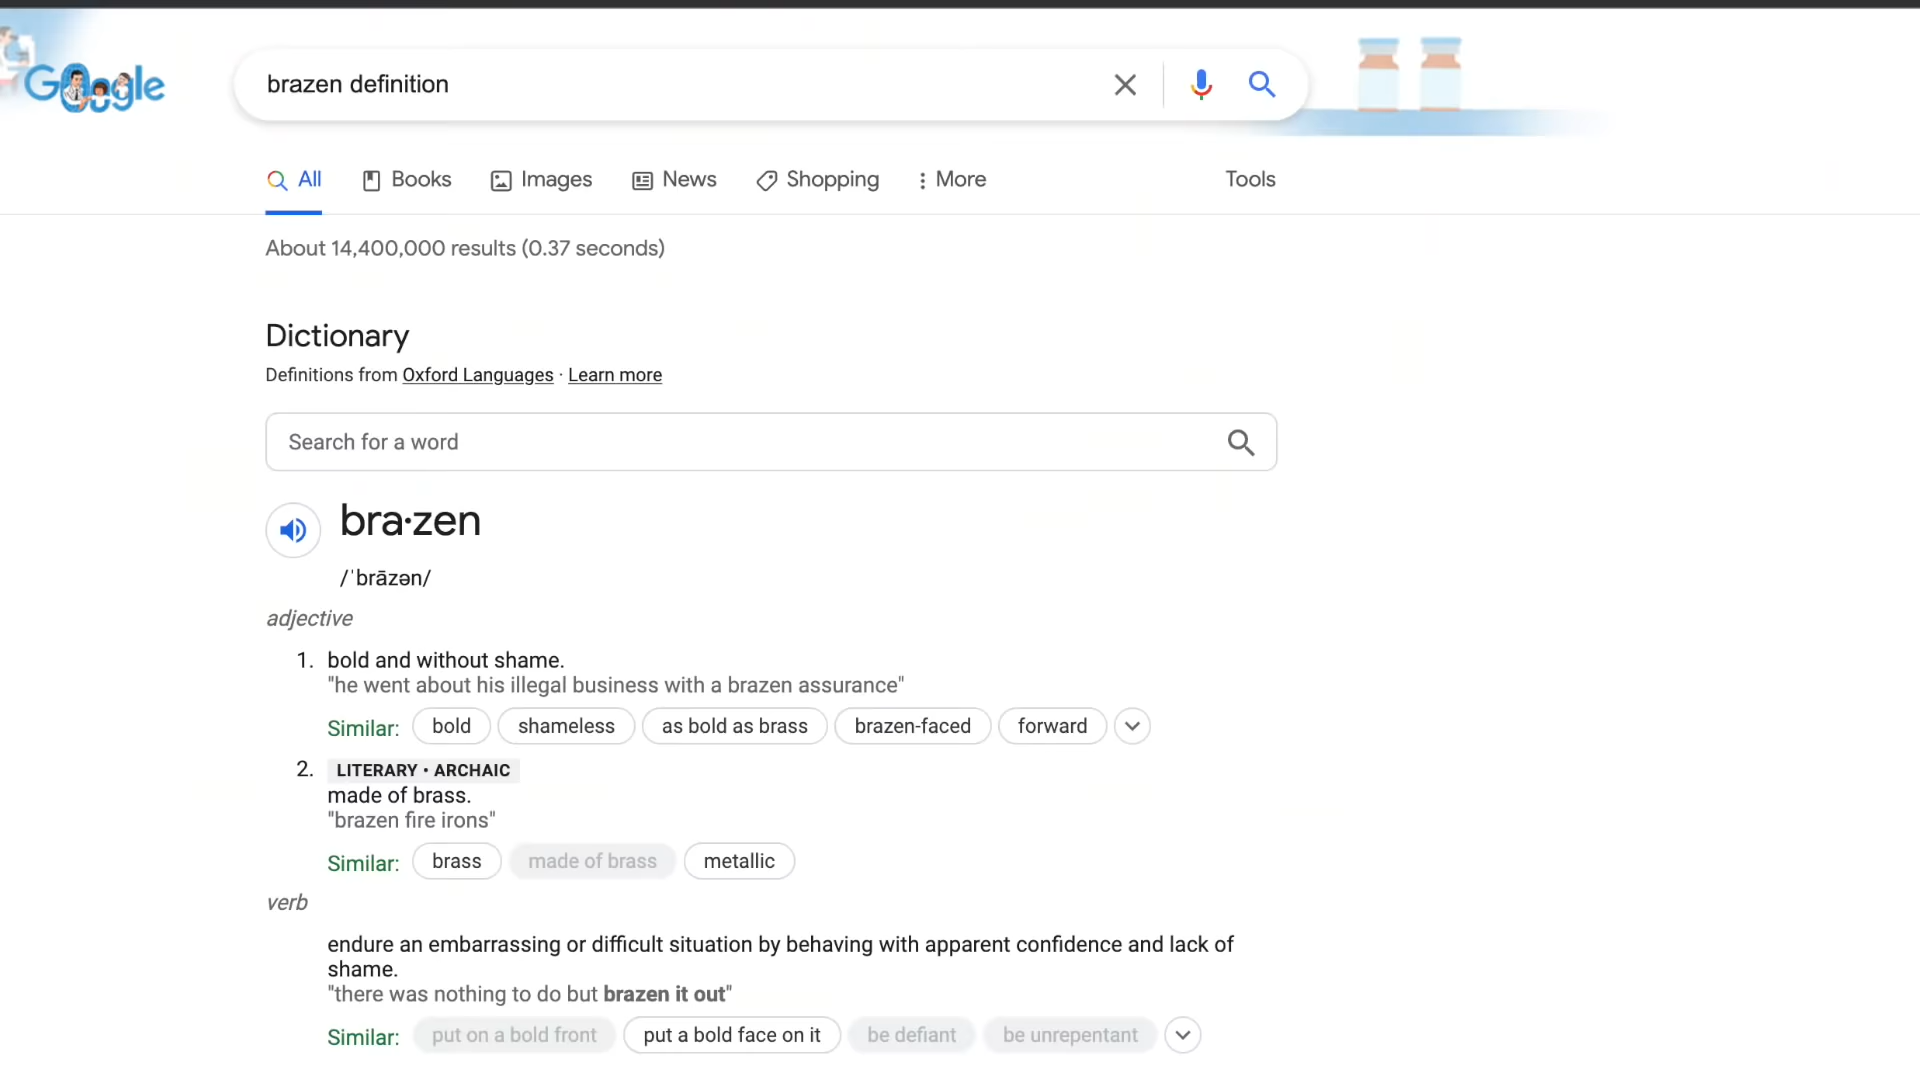 Google
brazen definition
All Books Images News Shopping More Tools
About 14,400,000 results (0.37 seconds)
Dictionary
Definitions from Oxford Languages · Learn more
Search for a word
bra·zen
/ˈbrāzən/
adjective
1. bold and without shame.
"he went about his illegal business with a brazen assurance"
Similar: bold shameless as bold as brass brazen-faced forward
2. LITERARY • ARCHAIC
made of brass.
"brazen fire irons"
Similar: brass made of brass metallic
verb
endure an embarrassing or difficult situation by behaving with apparent confidence and lack of
shame.
"there was nothing to do but brazen it out"
Similar: put on a bold front put a bold face on it be defiant be unrepentant